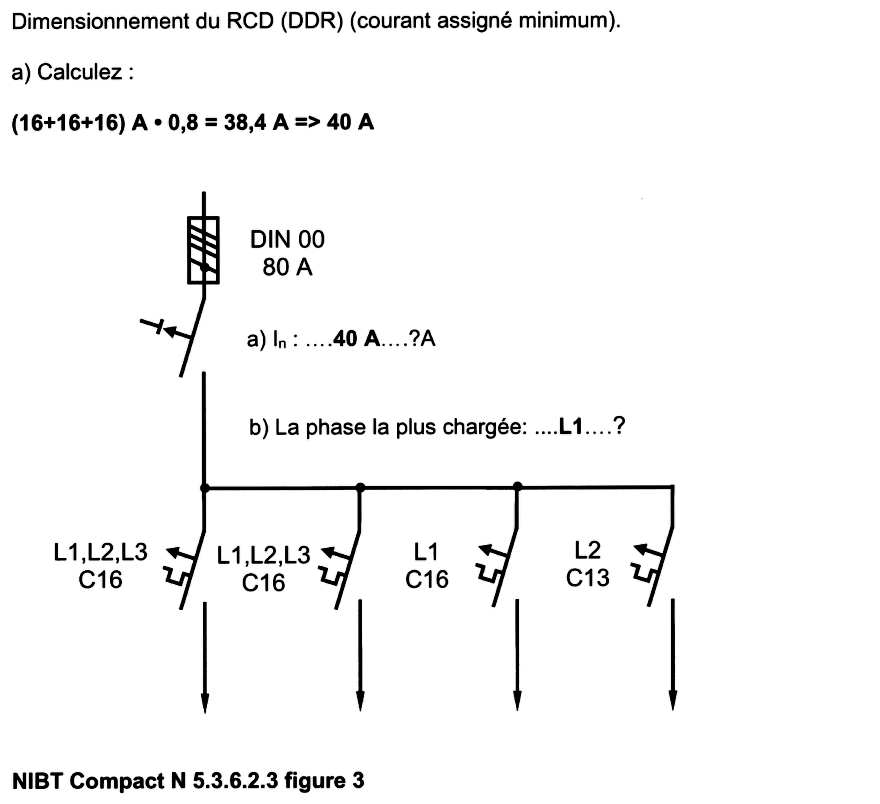 Dimensionnement du RCD (DDR) (courant assigné minimum).
a) Calculez :
(16+16+16) A • 0,8 = 38,4 A => 40 A
DIN 00
80 A
a) In : ....40 A....?A
b) La phase la plus chargée: ....L1....?
L1,L2,L3
C16
L1,L2,L3
C16
L1
C16
L2
C13
NIBT Compact N 5.3.6.2.3 figure 3